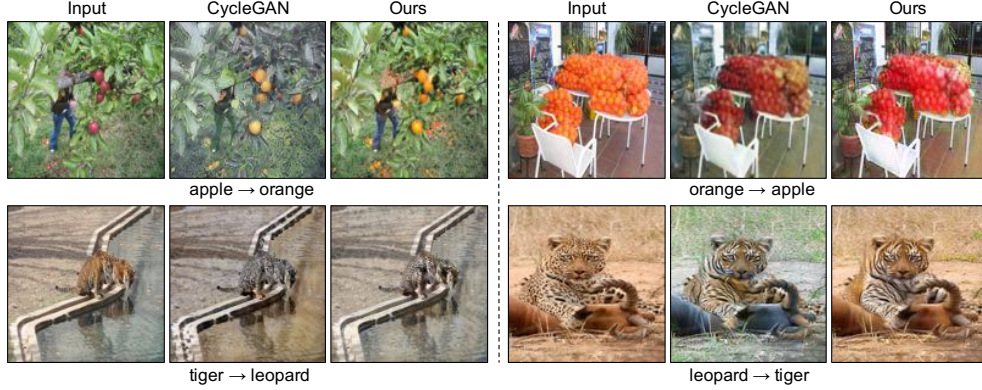 Input CycleGAN Ours
apple → orange
tiger → leopard
Input CycleGAN Ours
orange → apple
leopard → tiger